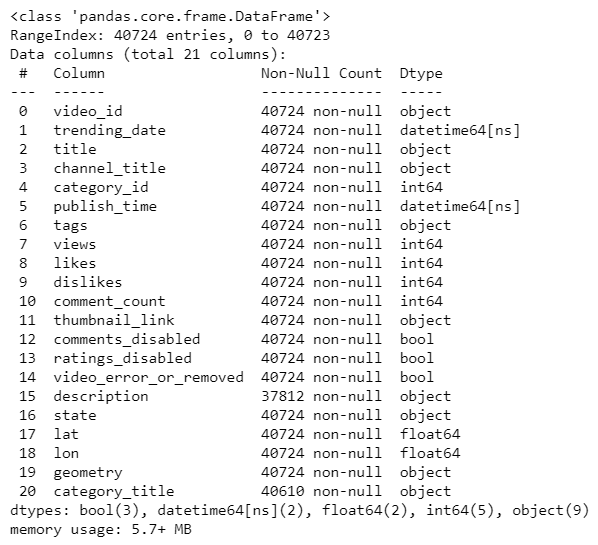 <class 'pandas.core.frame.DataFrame'>
RangeIndex: 40724 entries, 0 to 40723
Data columns (total 21 columns):
 #   Column                  Non-Null Count  Dtype
---  ------                  --------------  -----
 0   video_id                40724 non-null  object
 1   trending_date           40724 non-null  datetime64[ns]
 2   title                   40724 non-null  object
 3   channel_title           40724 non-null  object
 4   category_id             40724 non-null  int64
 5   publish_time            40724 non-null  datetime64[ns]
 6   tags                    40724 non-null  object
 7   views                   40724 non-null  int64
 8   likes                   40724 non-null  int64
 9   dislikes                40724 non-null  int64
 10  comment_count           40724 non-null  int64
 11  thumbnail_link          40724 non-null  object
 12  comments_disabled       40724 non-null  bool
 13  ratings_disabled        40724 non-null  bool
 14  video_error_or_removed  40724 non-null  bool
 15  description             37812 non-null  object
 16  state                   40724 non-null  object
 17  lat                     40724 non-null  float64
 18  lon                     40724 non-null  float64
 19  geometry                40724 non-null  object
 20  category_title          40610 non-null  object
dtypes: bool(3), datetime64[ns](2), float64(2), int64(5), object(9)
memory usage: 5.7+ MB